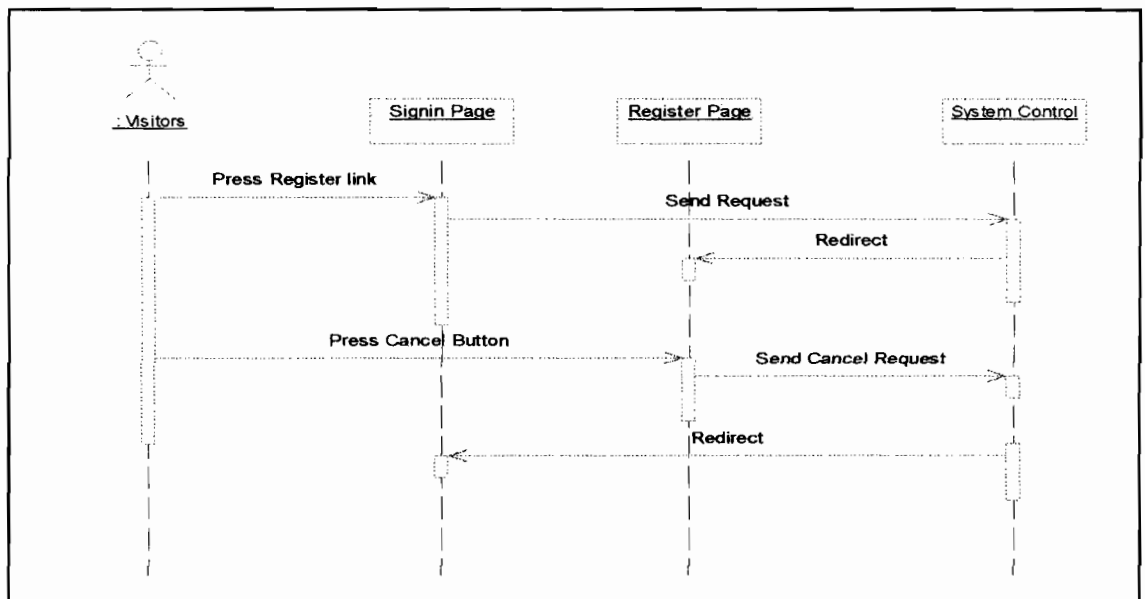 : Visitors
Signin Page
Register Page
System Control
Press Register link
Send Request
Redirect
Press Cancel Button
Send Cancel Request
Redirect